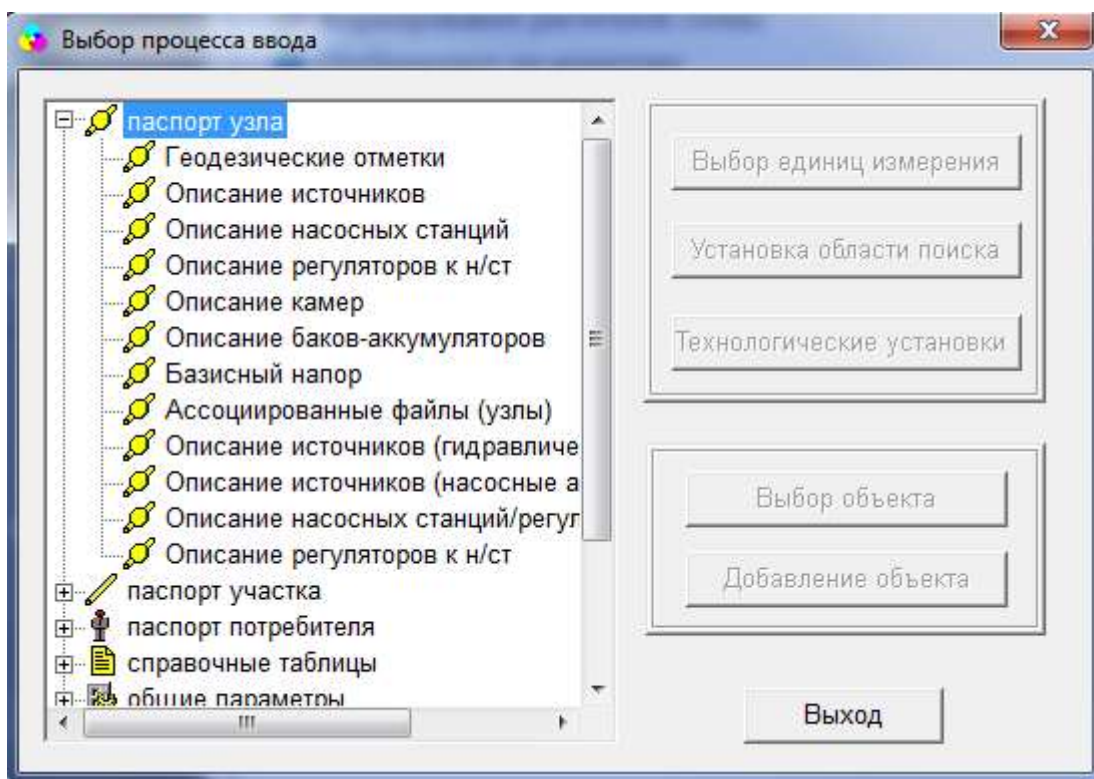 Выбор процесса ввода
паспорт узла
Геодезические отметки
Описание источников
Описание насосных станций
Описание регуляторов к н/ст
Описание камер
Описание баков-аккумуляторов
Базисный напор
Ассоциированные файлы (узлы)
Описание источников (гидравличе
Описание источников (насосные а
Описание насосных станций/регул
Описание регуляторов к н/ст
паспорт участка
паспорт потребителя
справочные таблицы
общие параметры
Выбор единиц измерения
Установка области поиска
Технологические установки
Выбор объекта
Добавление объекта
Выход